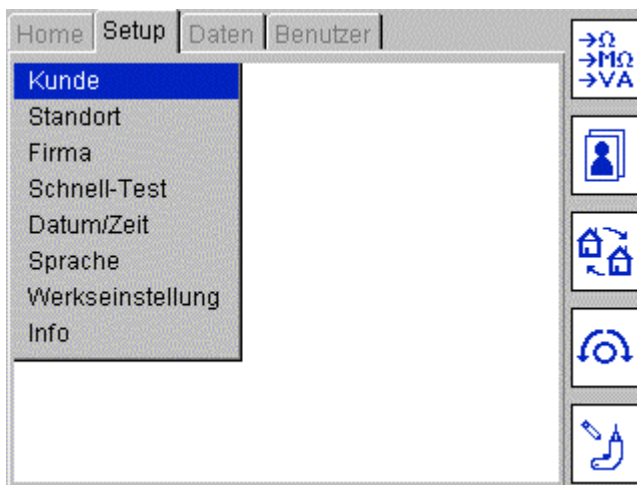 Home Setup Daten Benutzer
Kunde
Standort
Firma
Schnell-Test
Datum/Zeit
Sprache
Werkseinstellung
Info
→Ω
→MΩ
→VA